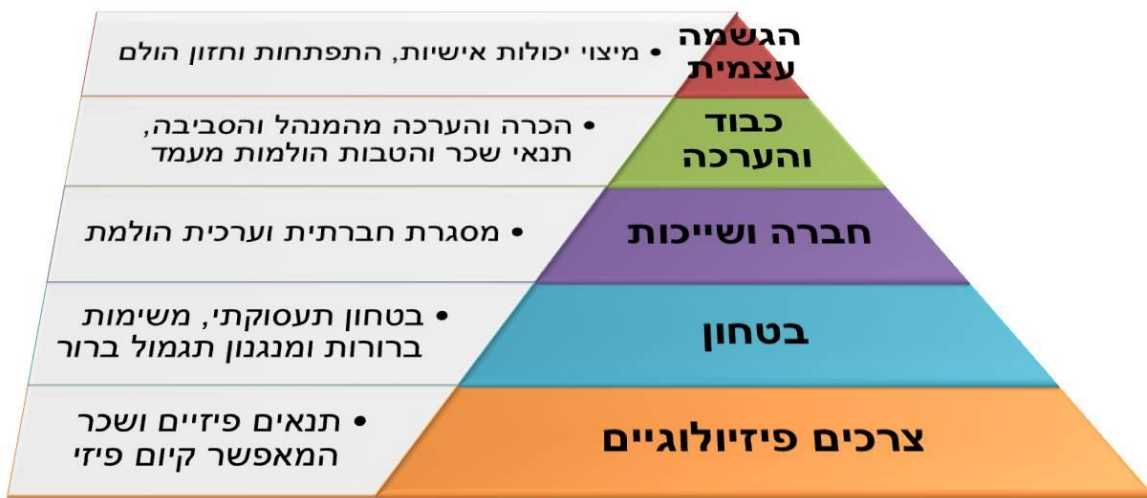 הגשמה
עצמית
• מיצוי יכולות אישיות, התפתחות וחזון הולם
כבוד
והערכה
• הכרה והערכה מהמנהל והסביבה,
תנאי שכר והטבות הולמות מעמד
חברה ושייכות
• מסגרת חברתית וערכית הולמת
בטחון
• בטחון תעסוקתי, משימות
ברורות ומנגנון תגמול ברור
צרכים פיזיולוגיים
• תנאים פיזיים ושכר
המאפשר קיום פיזי